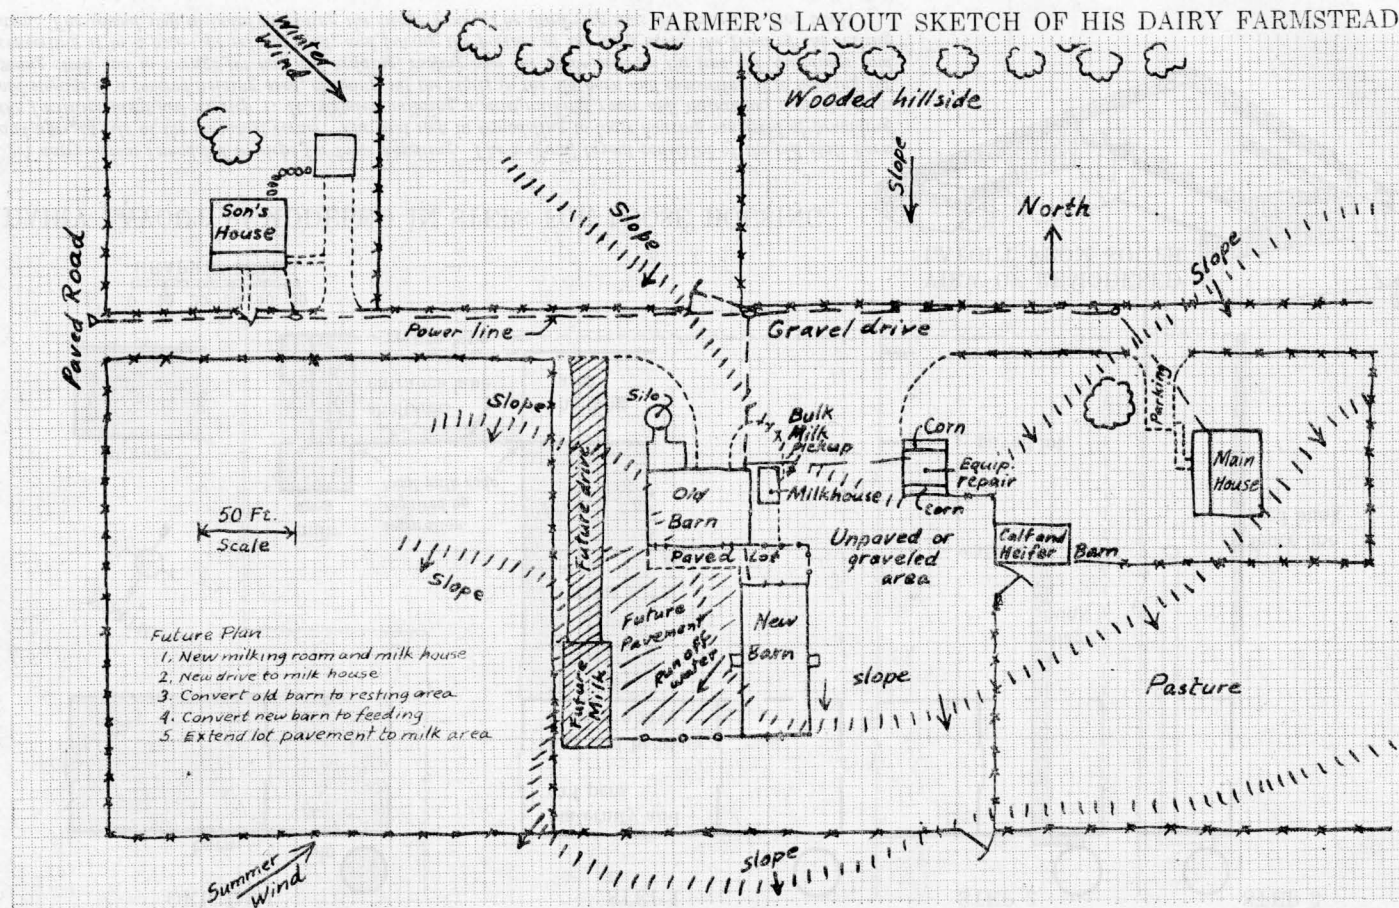 FARMER'S LAYOUT SKETCH OF HIS DAIRY FARMSTEAD
Winter
Wind
Wooded hillside
Slope
Slope
North
Slope
Son's
House
Paved Road
Power line
Gravel drive
Slope
Silo
Bulk
Milk
Pickup
Corn
Equip.
repair
Corn
Parking
Main
House
Future drive
Old
Barn
Milkhouse
50 Ft.
Scale
Paved Lot
Unpaved or
graveled
area
Calf and
Heifer
Barn
Slope
Future
Pavement
Run off
water
New
Barn
slope
Pasture
Future Plan
1. New milking room and milk house
2. New drive to milk house
3. Convert old barn to resting area
4. Convert new barn to feeding
5. Extend lot pavement to milk area
Future
Milk
Slope
Summer
Wind